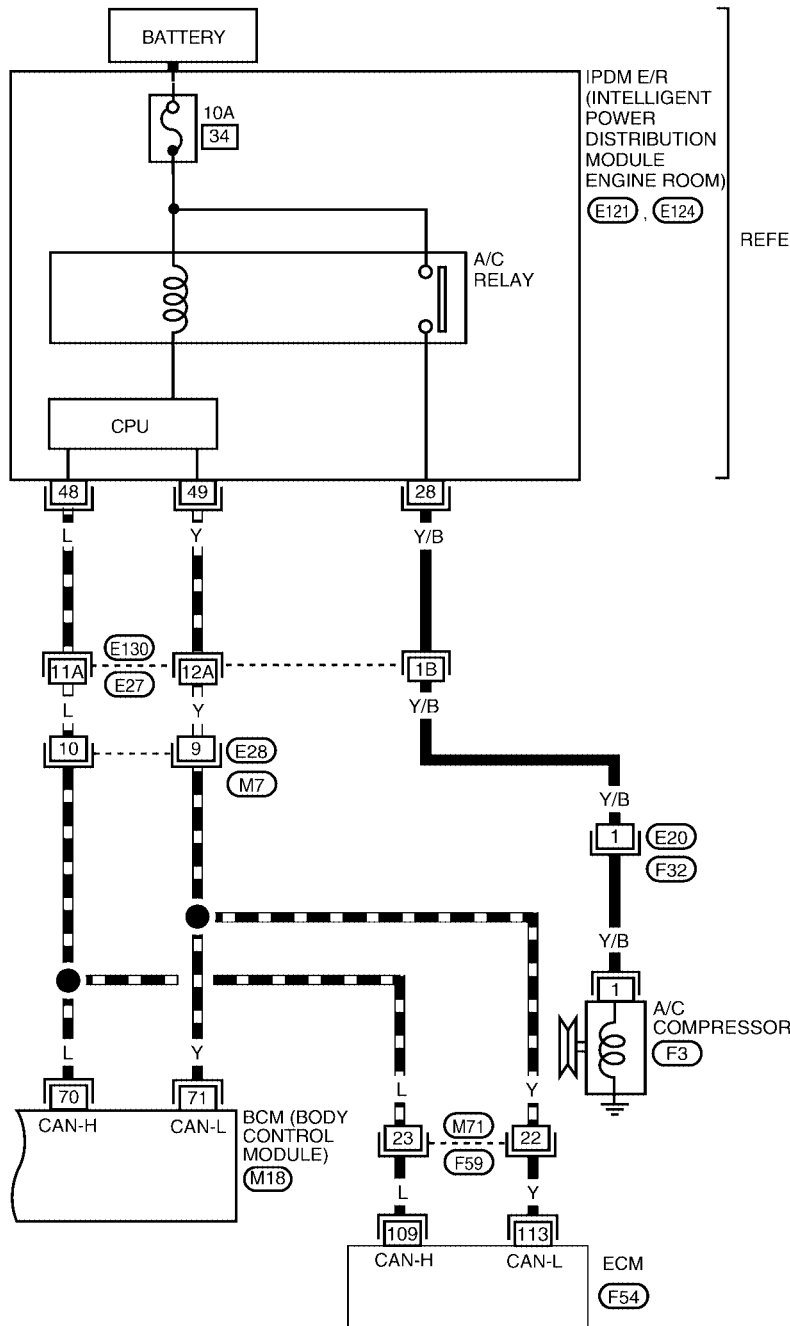 BATTERY
IPDM E/R
(INTELLIGENT
POWER
DISTRIBUTION
MODULE
ENGINE ROOM)
E121 , E124
10A
34
REFE
A/C
RELAY
CPU
48 49 28
L Y Y/B
E130
11A 12A 1B
E27
L Y Y/B
10 9 E28
M7
Y/B
1 E20
F32
Y/B
1
A/C
COMPRESSOR
F3
L Y L Y
70 71
CAN-H CAN-L
BCM (BODY
CONTROL
MODULE)
M18
M71
23 22
F59
L Y
109 113
CAN-H CAN-L
ECM
F54